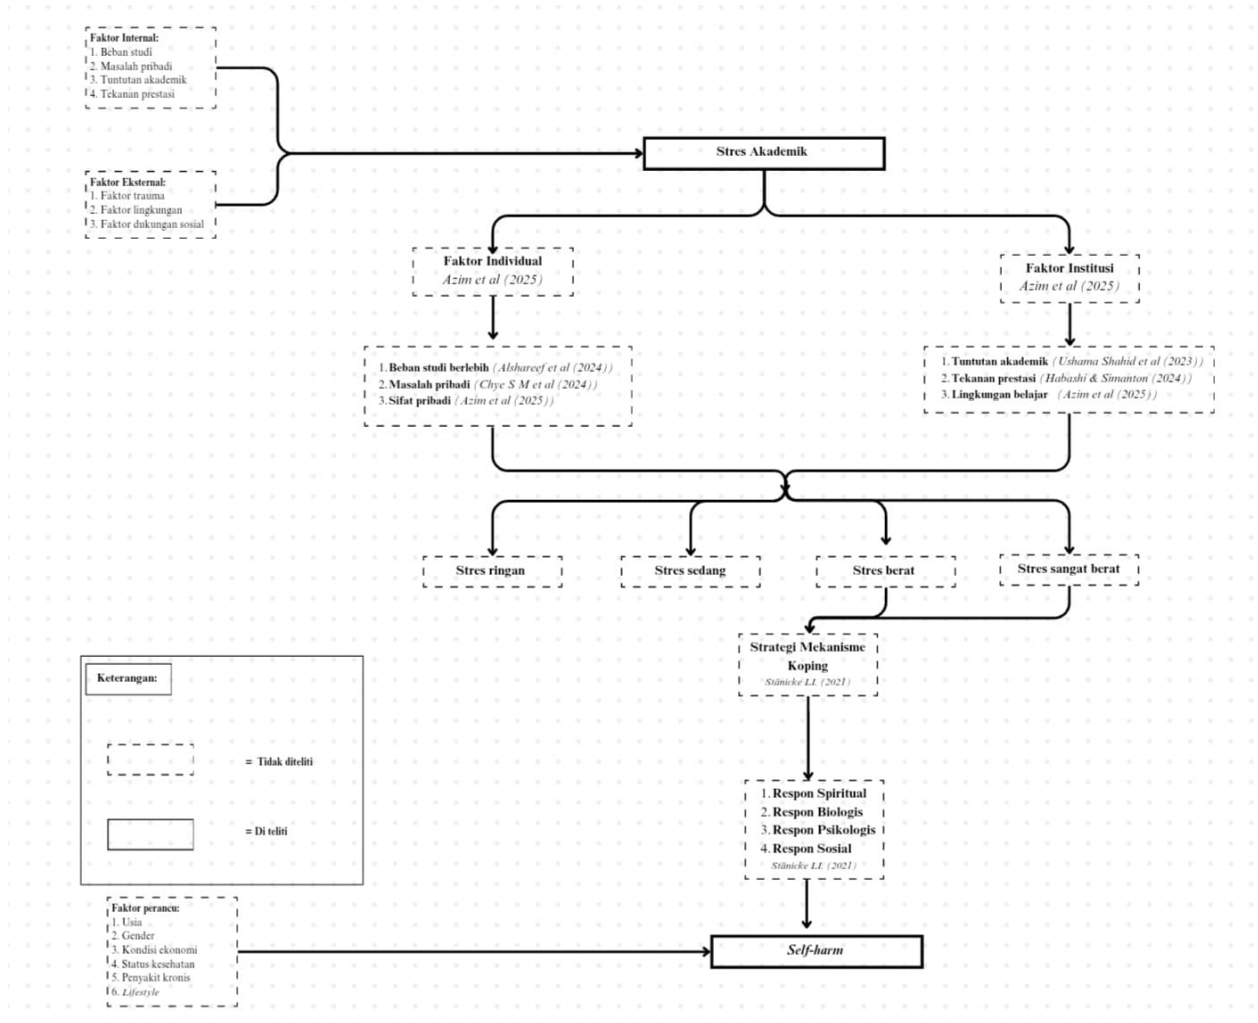 Faktor Internal:
1. Beban studi
2. Masalah pribadi
3. Tuntutan akademik
4. Tekanan prestasi
Faktor Eksternal:
1. Faktor trauma
2. Faktor lingkungan
3. Faktor dukungan sosial
Stres Akademik
Faktor Individual
Azim et al (2025)
Faktor Institusi
Azim et al (2025)
1. Beban studi berlebih (Alshareef et al (2024))
2. Masalah pribadi (Chye S M et al (2024))
3. Sifat pribadi (Azim et al (2025))
1. Tuntutan akademik (Ushama Shahid et al (2023))
2. Tekanan prestasi (Habashi & Simanton (2024))
3. Lingkungan belajar (Azim et al (2025))
Stres ringan
Stres sedang
Stres berat
Stres sangat berat
Strategi Mekanisme
Koping
Stänicke LI. (2021)
1. Respon Spiritual
2. Respon Biologis
3. Respon Psikologis
4. Respon Sosial
Stänicke LI. (2021)
Self-harm
Keterangan:
= Tidak diteliti
= Di teliti
Faktor perancu:
1. Usia
2. Gender
3. Kondisi ekonomi
4. Status kesehatan
5. Penyakit kronis
6. Lifestyle